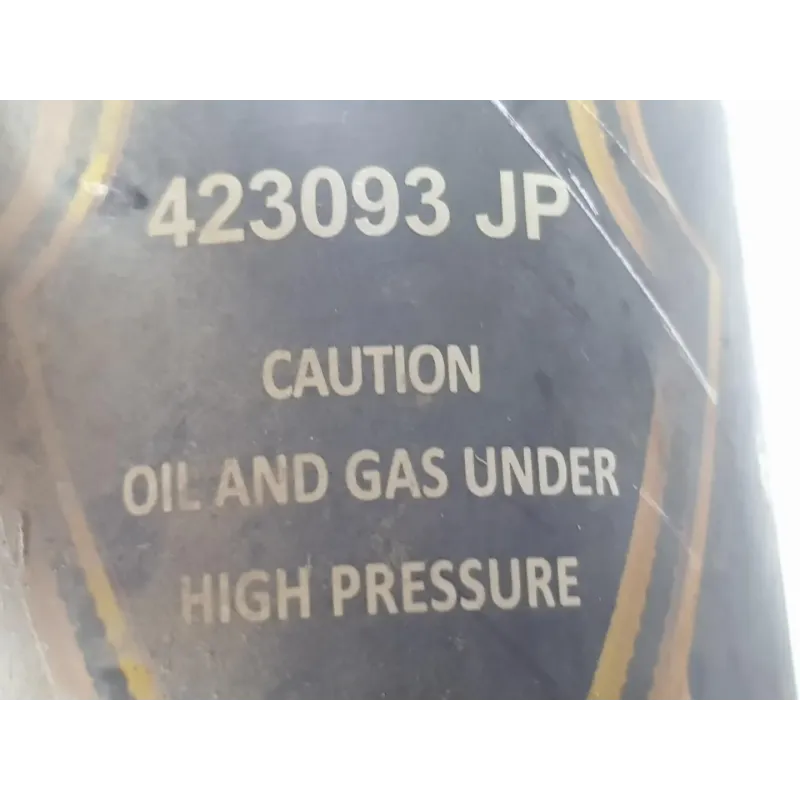 423093 JP
CAUTION
OIL AND GAS UNDER
HIGH PRESSURE